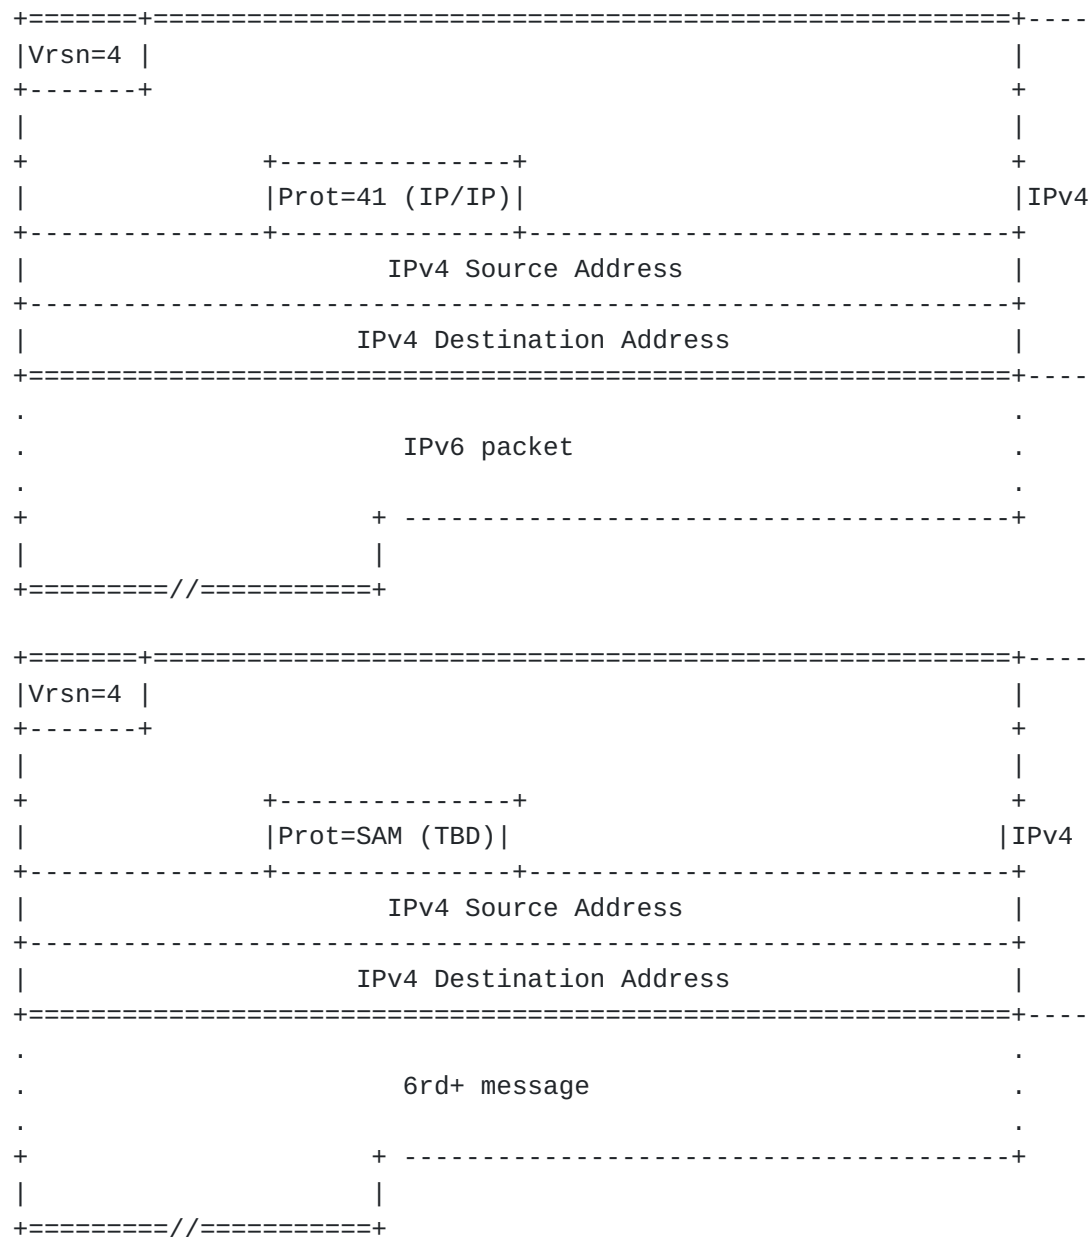 +=======+=======================================================+----
|Vrsn=4 |                                                       |
+-------+                                                       +
|                                                               |
+               +---------------+                               +
|               |Prot=41 (IP/IP)|                               |IPv4
+---------------+---------------+-------------------------------+
|                       IPv4 Source Address                     |
+---------------------------------------------------------------+
|                     IPv4 Destination Address                  |
+===============================================================+----
.                                                               .
.                        IPv6 packet                            .
.                                                               .
+                      + ---------------------------------------+
|                      |
+=========//===========+

+=======+=======================================================+----
|Vrsn=4 |                                                       |
+-------+                                                       +
|                                                               |
+               +---------------+                               +
|               |Prot=SAM (TBD)|                               |IPv4
+---------------+---------------+-------------------------------+
|                       IPv4 Source Address                     |
+---------------------------------------------------------------+
|                     IPv4 Destination Address                  |
+===============================================================+----
.                                                               .
.                        6rd+ message                           .
.                                                               .
+                      + ---------------------------------------+
|                      |
+=========//===========+